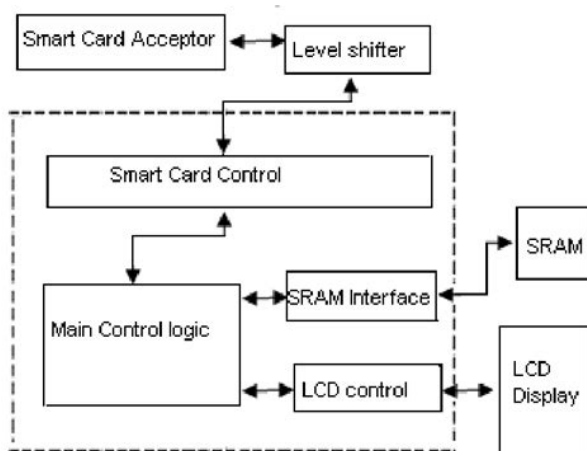 Smart Card Acceptor
Level shifter
Smart Card Control
SRAM
SRAM Interface
Main Control logic
LCD
Display
LCD control